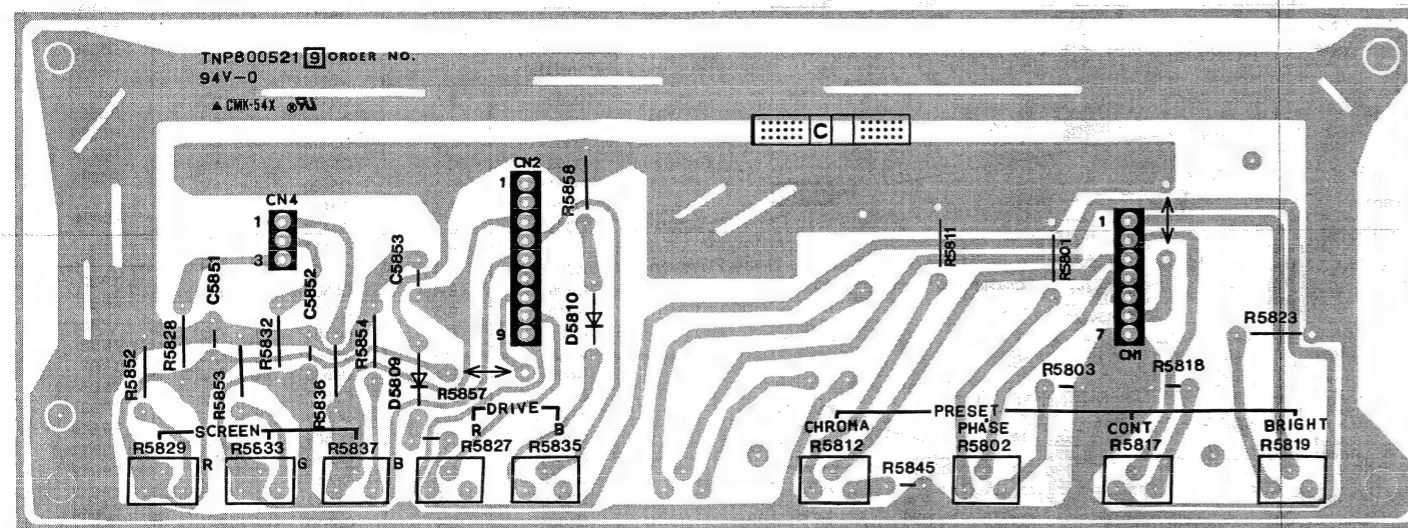 TNP800521 9 ORDER NO.
94V-0
▲ CMK-54X
C
CN2
1
9
R5858
CN4
1
3
C5851
C5852
C5853
D5810
R5811
R5801
1
7
CN1
R5823
R5852
R5828
R5853
R5832
R5836
R5854
D5809
R5857
R5803
R5818
DRIVE
R B
SCREEN
PRESET
CHROMA PHASE CONT BRIGHT
R5829 R5833 R5837 R5827 R5835 R5812 R5802 R5817 R5819
R G B
R5845